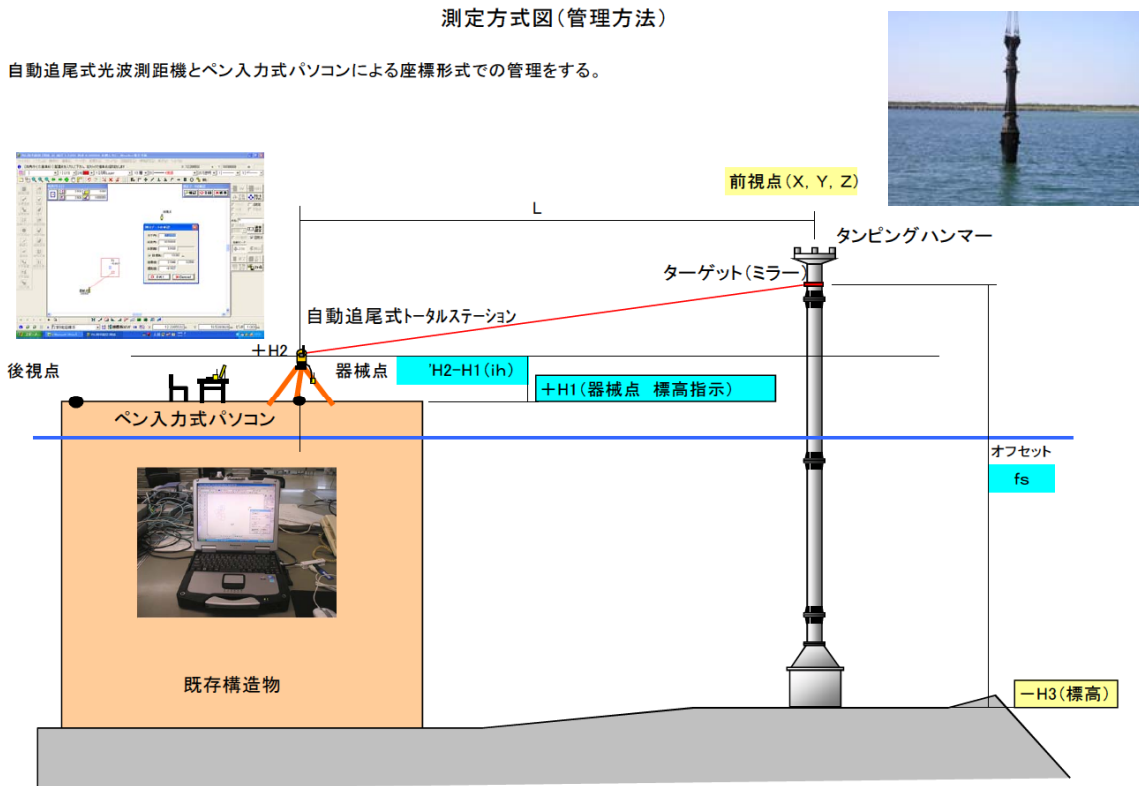 測定方式図(管理方法)
自動追尾式光波測距機とペン入力式パソコンによる座標形式での管理をする。
前視点(X, Y, Z)
L
タンピングハンマー
ターゲット(ミラー)
自動追尾式トータルステーション
+H2
後視点
器械点
'H2-H1(ih)
+H1(器械点 標高指示)
ペン入力式パソコン
オフセット
fs
既存構造物
-H3(標高)